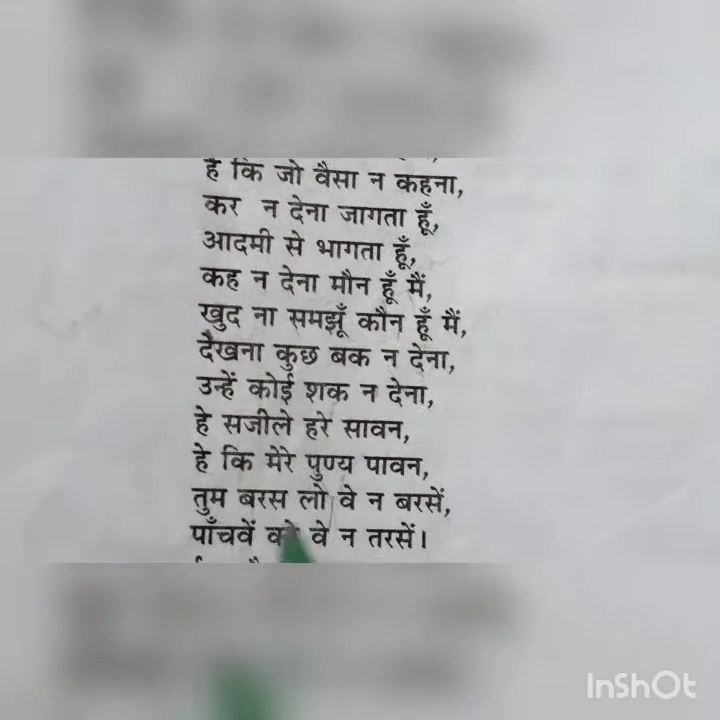 है कि जो वैसा न कहना,
कर न देना जागता हूँ,
आदमी से भागता हूँ,
कह न देना मौन हूँ मैं,
खुद ना समझूँ कौन हूँ मैं,
देखना कुछ बक न देना,
उन्हें कोई शक न देना,
हे सजीले हरे सावन,
हे कि मेरे पुण्य पावन,
तुम बरस लो वे न बरसें,
पाँचवें को वे न तरसें।
InShOt